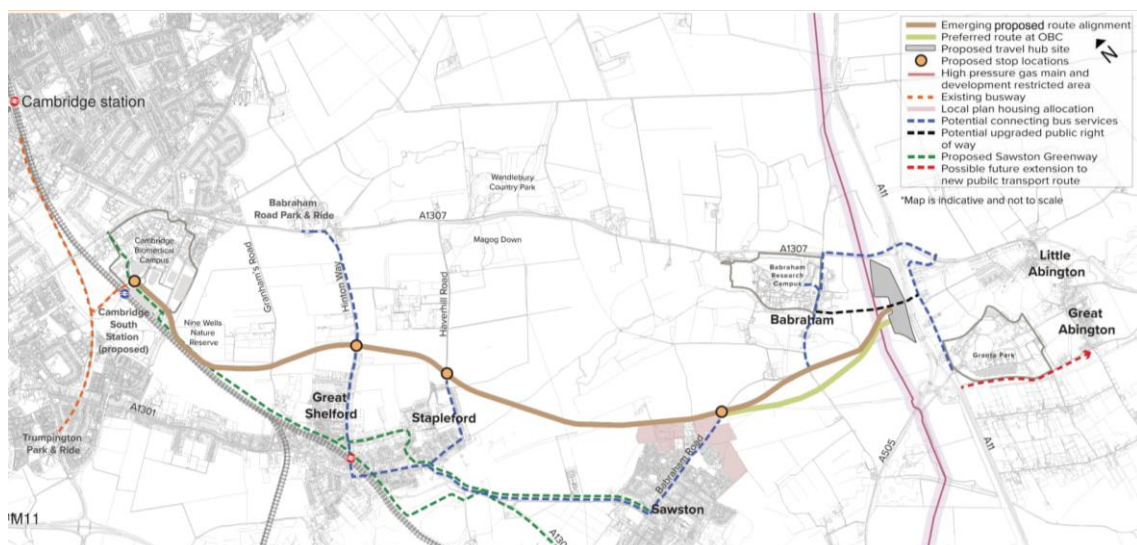 Emerging proposed route alignment
Preferred route at OBC
Proposed travel hub site
Proposed stop locations
High pressure gas main and
development restricted area
Existing busway
Local plan housing allocation
Potential connecting bus services
Potential upgraded public right
of way
Proposed Sawston Greenway
Possible future extension to
new public transport route
*Map is indicative and not to scale
N
Cambridge station
Cambridge
Biomedical
Campus
Cambridge
South
Station
(proposed)
Nine Wells
Nature
Reserve
Trumpington
Park & Ride
A1301
M11
Babraham
Road Park & Ride
Granham's Road
Hinton Way
Haverhill Road
A1307
Wandlebury
Country Park
Magog Down
Great
Shelford
Stapleford
Sawston
Babraham Road
A1307
Babraham
Research
Campus
Babraham
A11
Little
Abington
Great
Abington
Granta Park
A505
A11